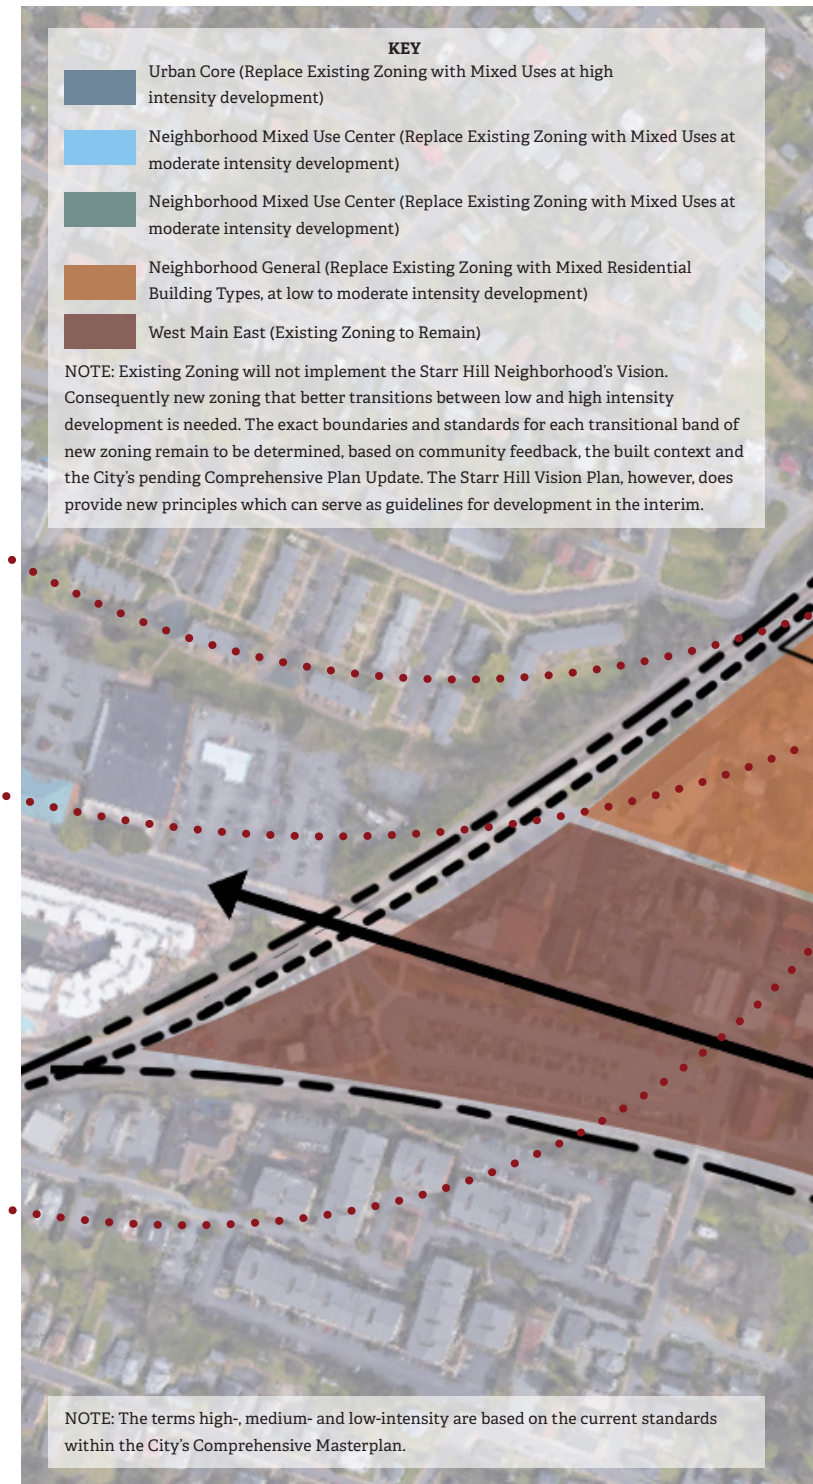 KEY
Urban Core (Replace Existing Zoning with Mixed Uses at high
intensity development)
Neighborhood Mixed Use Center (Replace Existing Zoning with Mixed Uses at
moderate intensity development)
Neighborhood Mixed Use Center (Replace Existing Zoning with Mixed Uses at
moderate intensity development)
Neighborhood General (Replace Existing Zoning with Mixed Residential
Building Types, at low to moderate intensity development)
West Main East (Existing Zoning to Remain)
NOTE: Existing Zoning will not implement the Starr Hill Neighborhood's Vision.
Consequently new zoning that better transitions between low and high intensity
development is needed. The exact boundaries and standards for each transitional band of
new zoning remain to be determined, based on community feedback, the built context and
the City's pending Comprehensive Plan Update. The Starr Hill Vision Plan, however, does
provide new principles which can serve as guidelines for development in the interim.
NOTE: The terms high-, medium- and low-intensity are based on the current standards
within the City's Comprehensive Masterplan.